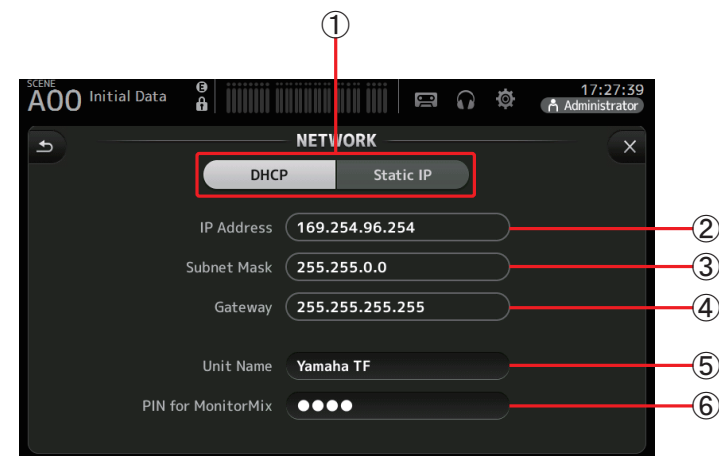 ①
SCENE
A00 Initial Data
E
17:27:39
Administrator
NETWORK
DHCP Static IP
IP Address 169.254.96.254 ②
Subnet Mask 255.255.0.0 ③
Gateway 255.255.255.255 ④
Unit Name Yamaha TF ⑤
PIN for MonitorMix ●●●● ⑥